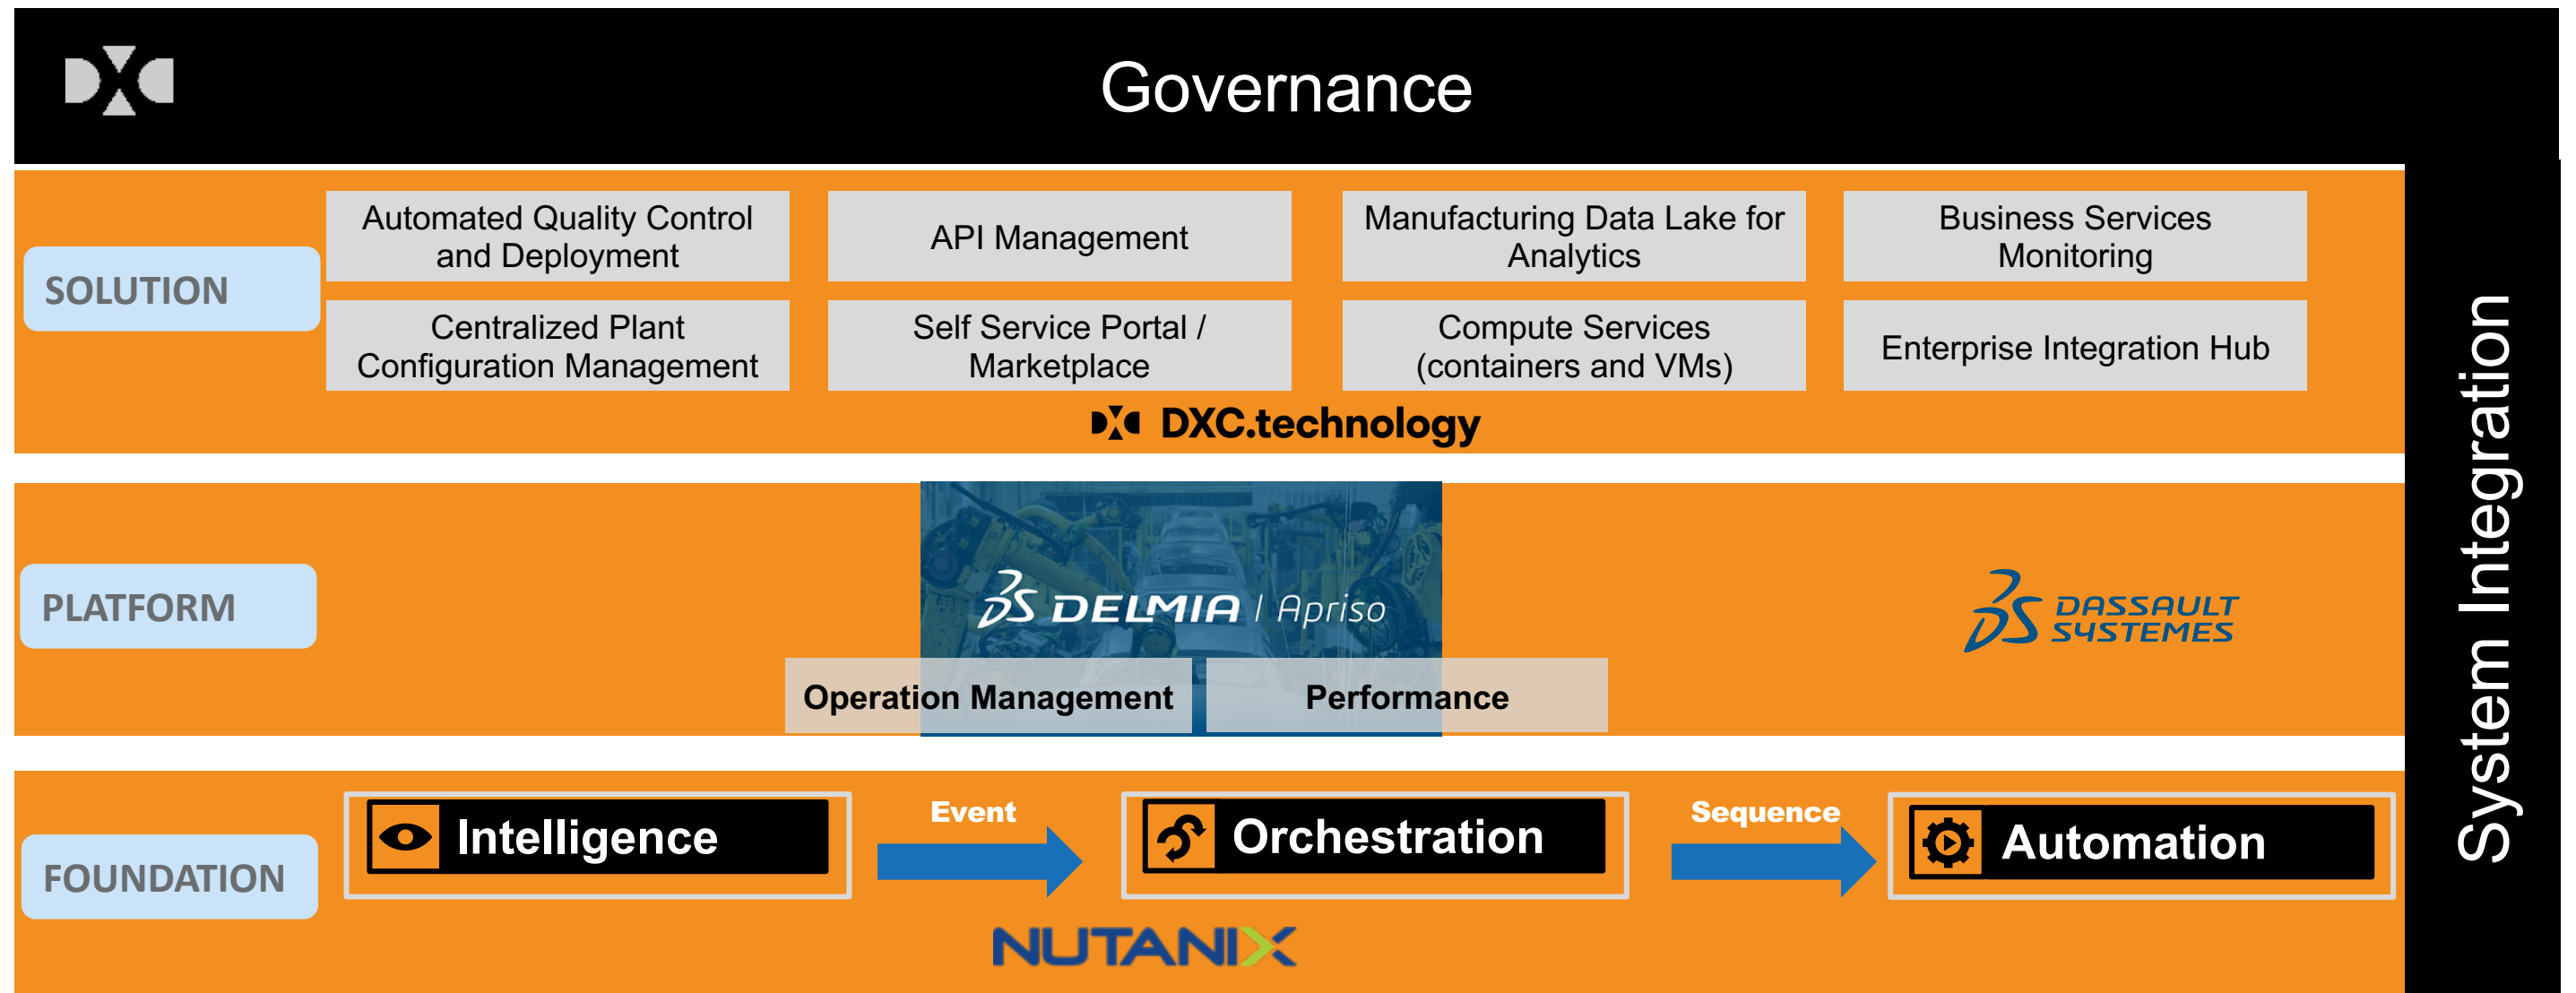 Governance
SOLUTION
Automated Quality Control
and Deployment
API Management
Manufacturing Data Lake for
Analytics
Business Services
Monitoring
Centralized Plant
Configuration Management
Self Service Portal /
Marketplace
Compute Services
(containers and VMs)
Enterprise Integration Hub
DXC.technology
PLATFORM
3S DELMIA | Apriso
Operation Management
Performance
3S DASSAULT
SYSTEMES
FOUNDATION
Intelligence
Event
Orchestration
Sequence
Automation
NUTANIX
System Integration